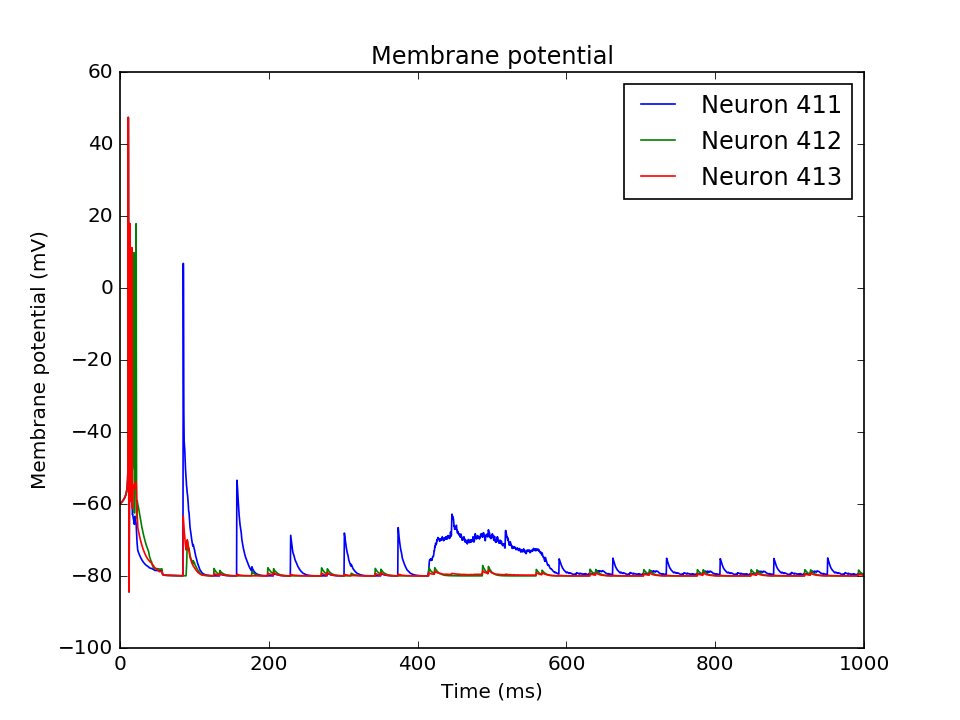 Membrane potential
60
40
20
0
−20
−40
−60
−80
−100
Membrane potential (mV)
Neuron 411
Neuron 412
Neuron 413
0 200 400 600 800 1000
Time (ms)